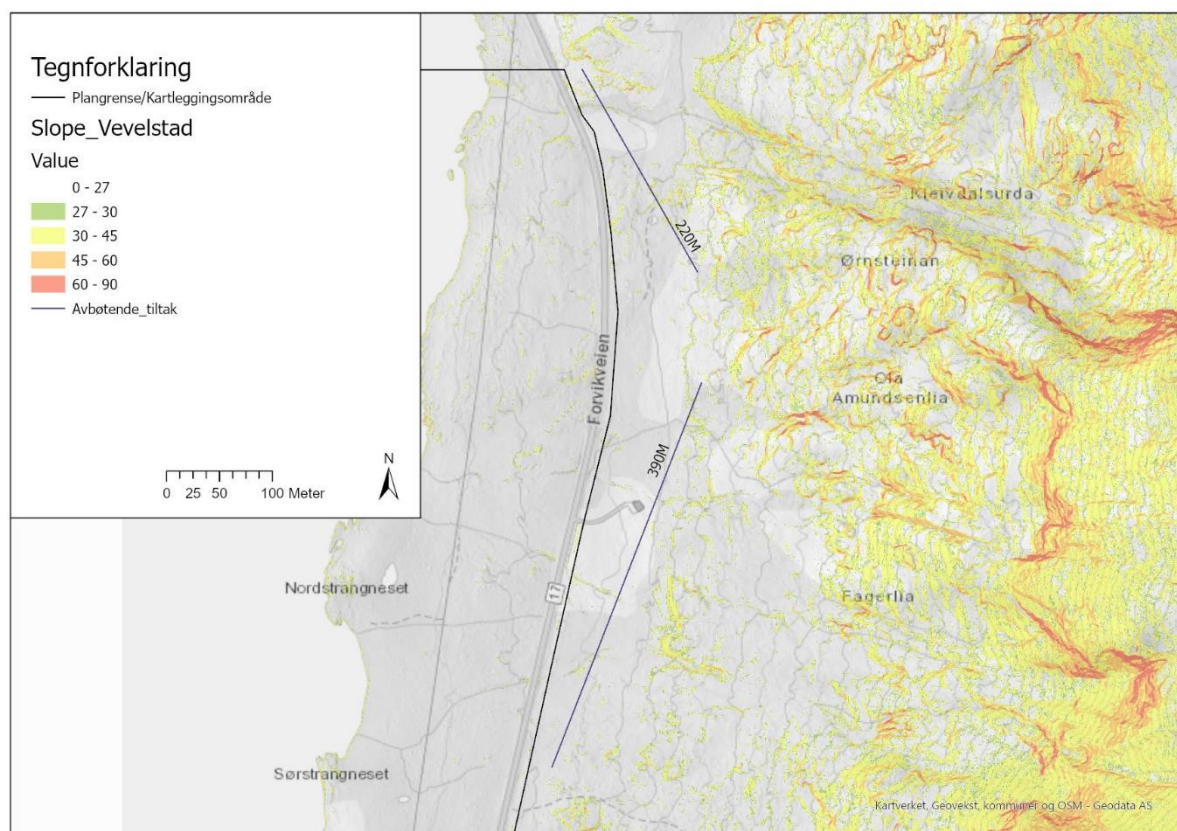 Tegnforklaring
Plangrense/Kartleggingsområde
Slope_Vevelstad
Value
0 - 27
27 - 30
30 - 45
45 - 60
60 - 90
Avbøtende_tiltak
N
0 25 50 100 Meter
Kleivdalsurda
220M
Ørnsteinan
Forvikveien
Ola
Amundsenlia
390M
Nordstrangneset
17
Fagerlia
Sørstrangneset
Kartverket, Geovekst, kommuner og OSM - Geodata AS